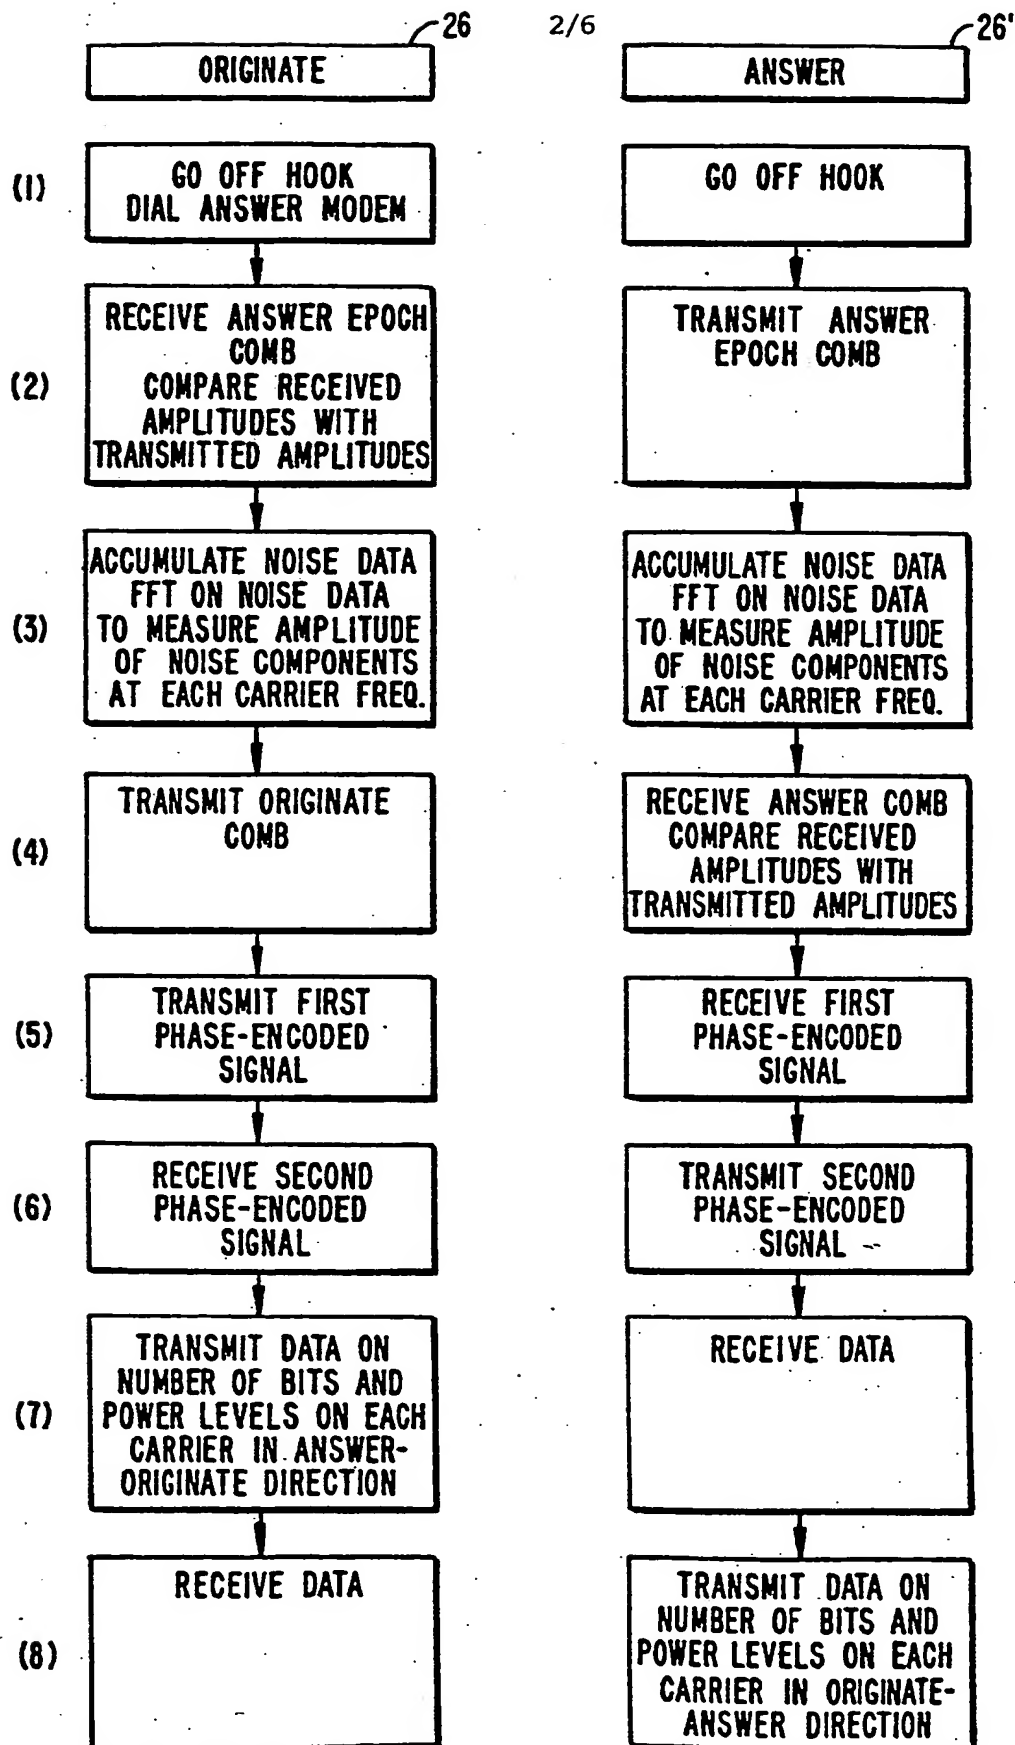 26
2/6
26'
ORIGINATE
ANSWER
(1)
GO OFF HOOK
DIAL ANSWER MODEM
GO OFF HOOK
(2)
RECEIVE ANSWER EPOCH
COMB
COMPARE RECEIVED
AMPLITUDES WITH
TRANSMITTED AMPLITUDES
TRANSMIT ANSWER
EPOCH COMB
(3)
ACCUMULATE NOISE DATA
FFT ON NOISE DATA
TO MEASURE AMPLITUDE
OF NOISE COMPONENTS
AT EACH CARRIER FREQ.
ACCUMULATE NOISE DATA
FFT ON NOISE DATA
TO MEASURE AMPLITUDE
OF NOISE COMPONENTS
AT EACH CARRIER FREQ.
(4)
TRANSMIT ORIGINATE
COMB
RECEIVE ANSWER COMB
COMPARE RECEIVED
AMPLITUDES WITH
TRANSMITTED AMPLITUDES
(5)
TRANSMIT FIRST
PHASE-ENCODED
SIGNAL
RECEIVE FIRST
PHASE-ENCODED
SIGNAL
(6)
RECEIVE SECOND
PHASE-ENCODED
SIGNAL
TRANSMIT SECOND
PHASE-ENCODED
SIGNAL
(7)
TRANSMIT DATA ON
NUMBER OF BITS AND
POWER LEVELS ON EACH
CARRIER IN ANSWER-
ORIGINATE DIRECTION
RECEIVE DATA
(8)
RECEIVE DATA
TRANSMIT DATA ON
NUMBER OF BITS AND
POWER LEVELS ON EACH
CARRIER IN ORIGINATE-
ANSWER DIRECTION